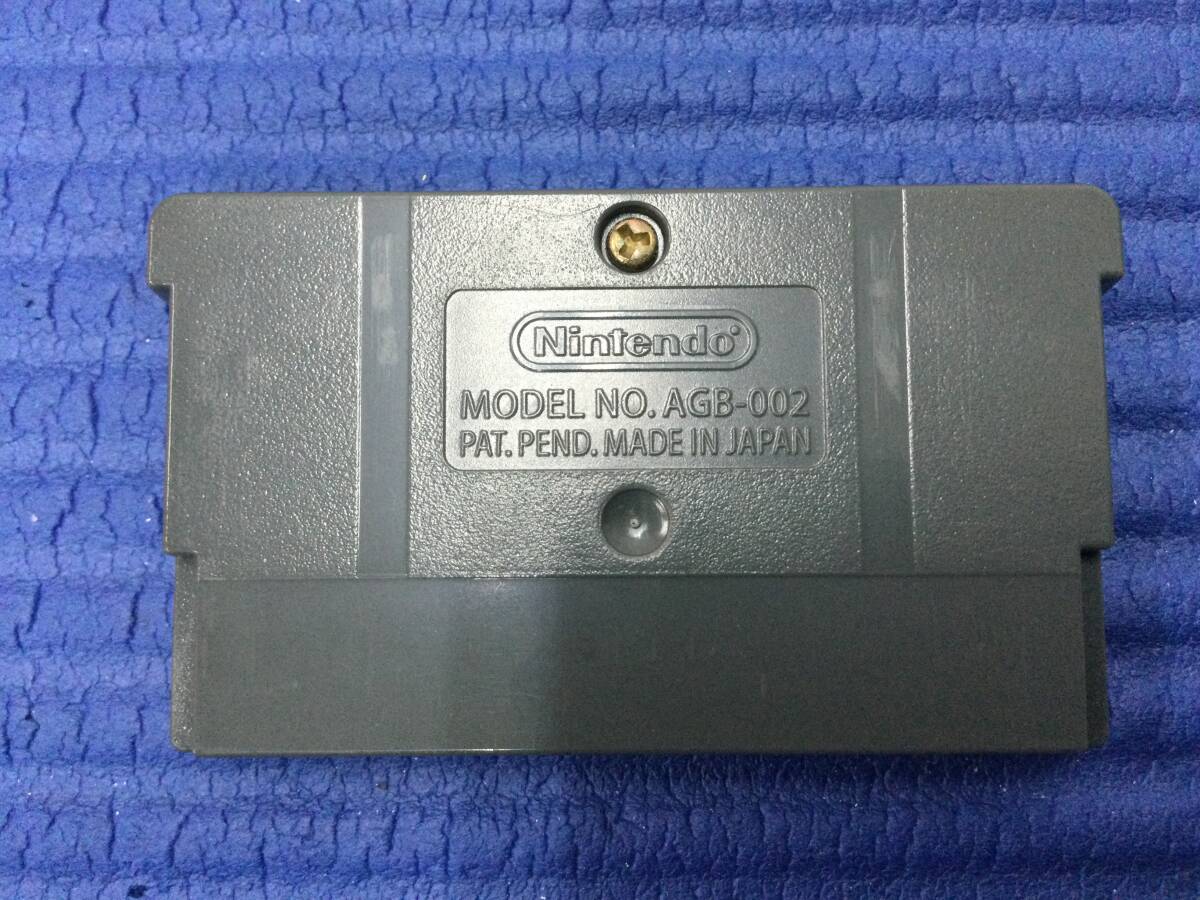 Nintendo®
MODEL NO. AGB-002
PAT. PEND. MADE IN JAPAN